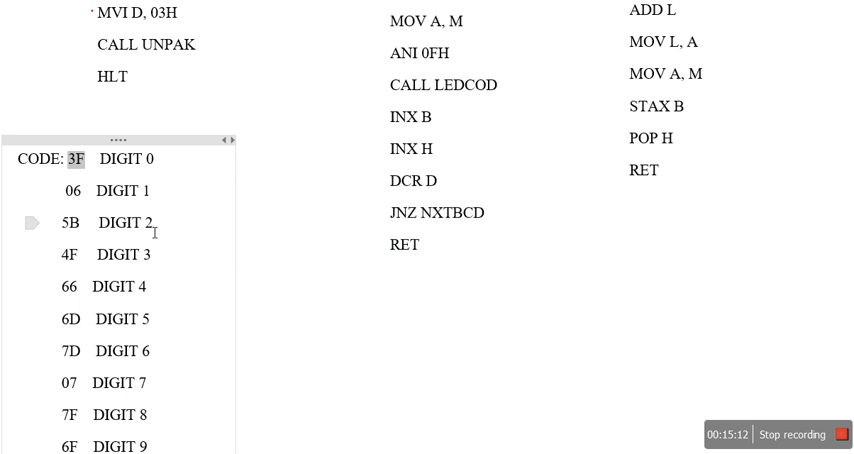 MVI D, 03H
CALL UNPAK
HLT
CODE: 3F DIGIT 0
06 DIGIT 1
5B DIGIT 2
4F DIGIT 3
66 DIGIT 4
6D DIGIT 5
7D DIGIT 6
07 DIGIT 7
7F DIGIT 8
6F DIGIT 9
MOV A, M
ANI 0FH
CALL LEDCOD
INX B
INX H
DCR D
JNZ NXTBCD
RET
ADD L
MOV L, A
MOV A, M
STAX B
POP H
RET
00:15:12 Stop recording